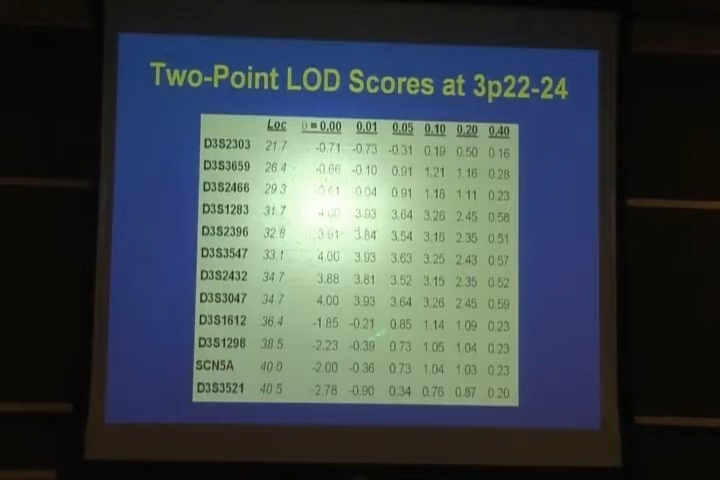 Two-Point LOD Scores at 3p22-24
Loc θ = 0.00 0.01 0.05 0.10 0.20 0.40
D3S2303 21.7 -0.71 -0.73 -0.31 0.19 0.50 0.16
D3S3659 26.4 -0.66 -0.10 0.91 1.21 1.16 0.28
D3S2466 29.3 0.04 0.91 1.18 1.11 0.23
D3S1283 31.7 4.00 3.93 3.64 3.26 2.45 0.58
D3S2396 32.8 3.91 3.84 3.54 3.16 2.35 0.51
D3S3547 33.1 4.00 3.93 3.63 3.25 2.43 0.57
D3S2432 34.7 3.88 3.81 3.52 3.15 2.35 0.52
D3S3047 34.7 4.00 3.93 3.64 3.26 2.45 0.59
D3S1612 36.4 -1.85 -0.21 0.85 1.14 1.09 0.23
D3S1298 38.5 -2.23 -0.39 0.73 1.05 1.04 0.23
SCN5A 40.0 -2.00 -0.36 0.73 1.04 1.03 0.23
D3S3521 40.5 -2.76 -0.90 0.34 0.76 0.87 0.20